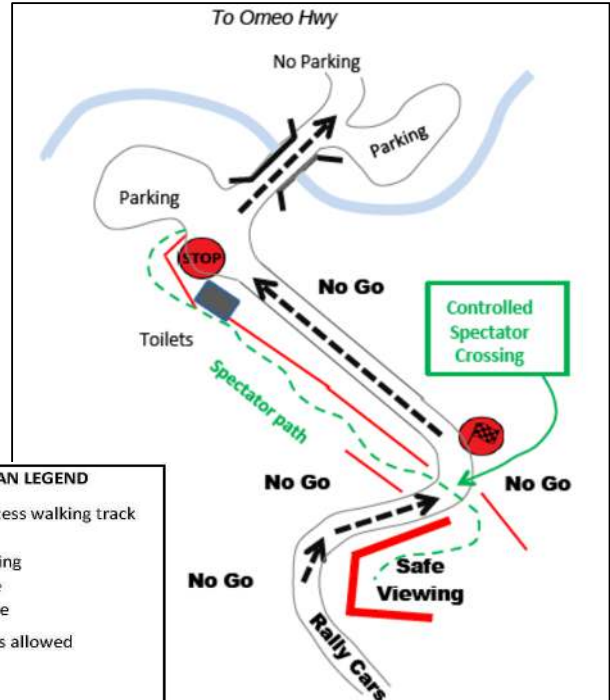 To Omeo Hwy
No Parking
Parking
Parking
STOP
No Go
Controlled
Spectator
Crossing
Toilets
Spectator path
No Go
No Go
Safe
Viewing
No Go
Rally Cars
AN LEGEND
cess walking track
ing
e
e
s allowed